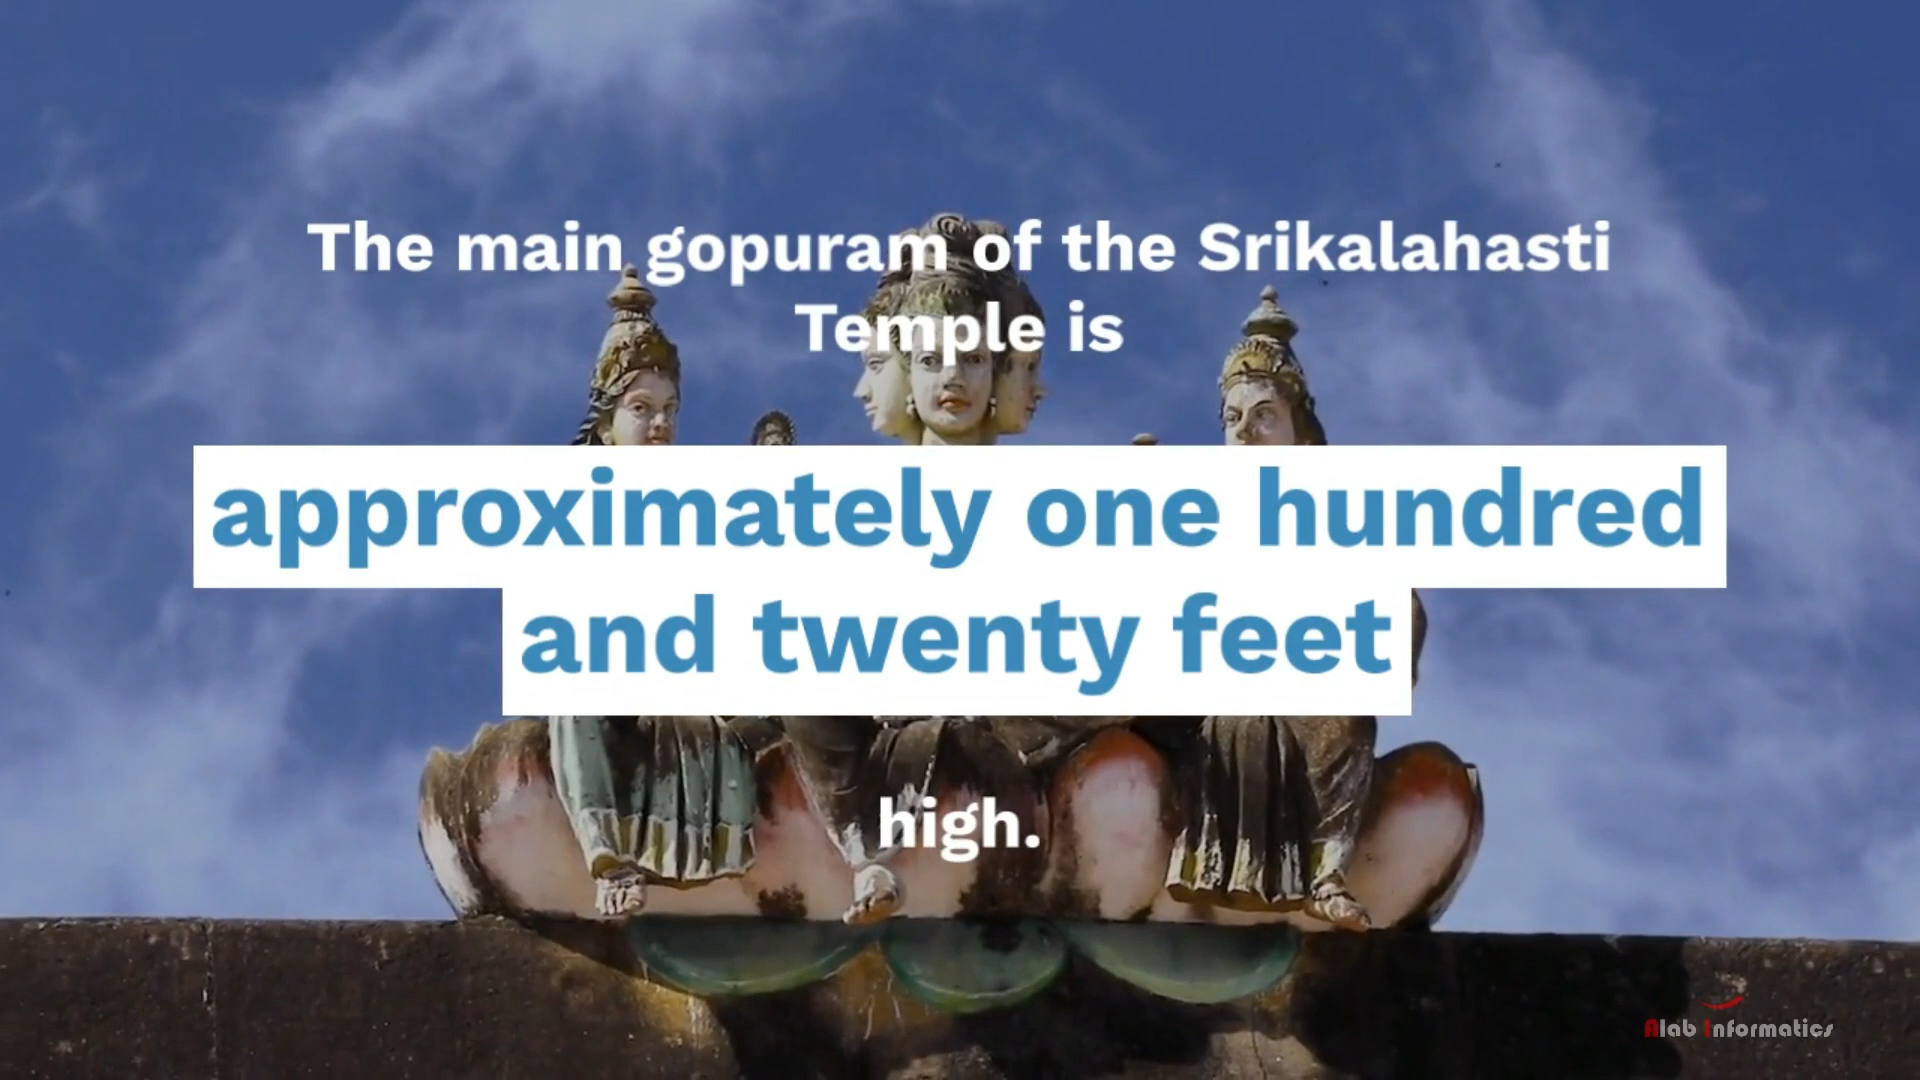 The main gopuram of the Srikalahasti
Temple is
approximately one hundred
and twenty feet
high.
Alab Informatics